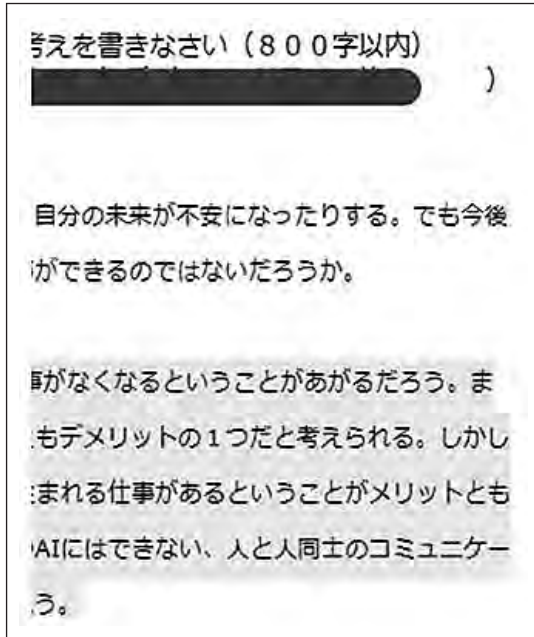 考えを書きなさい（８００字以内）
）
自分の未来が不安になったりする。でも今後
ができるのではないだろうか。
事がなくなるということがあがるだろう。ま
もデメリットの１つだと考えられる。しかし
まれる仕事があるということがメリットとも
AIにはできない、人と人同士のコミュニケー
う。